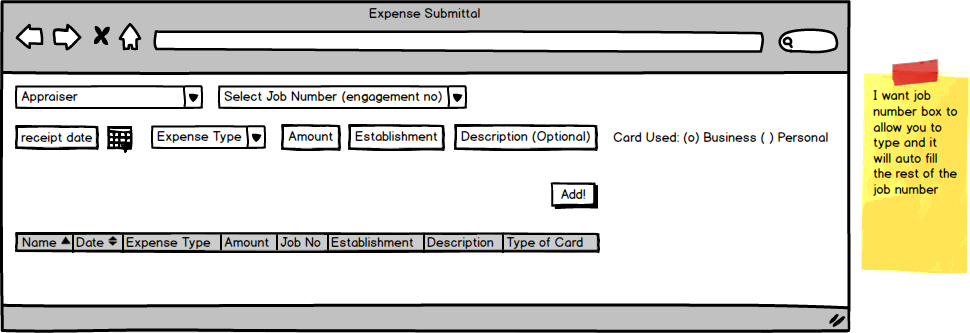 Expense Submittal
Appraiser
Select Job Number (engagement no)
receipt date
Expense Type
Amount
Establishment
Description (Optional)
Card Used: (o) Business ( ) Personal
Add!
Name Date Expense Type Amount Job No Establishment Description Type of Card
I want job
number box to
allow you to
type and it
will auto fill
the rest of the
job number